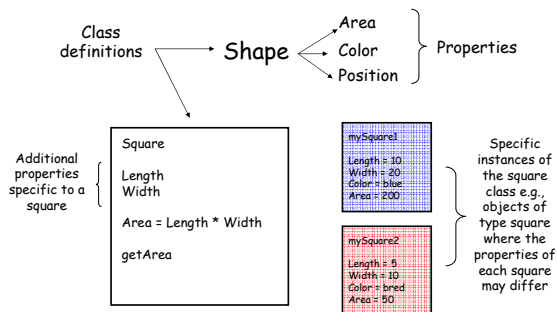 Class
definitions
Shape
Area
Color
Position
Properties
Additional
properties
specific to a
square
Square
Length
Width
Area = Length * Width
getArea
mySquare1
Length = 10
Width = 20
Color = blue
Area = 200
mySquare2
Length = 5
Width = 10
Color = bred
Area = 50
Specific
instances of
the square
class e.g.,
objects of
type square
where the
properties of
each square
may differ